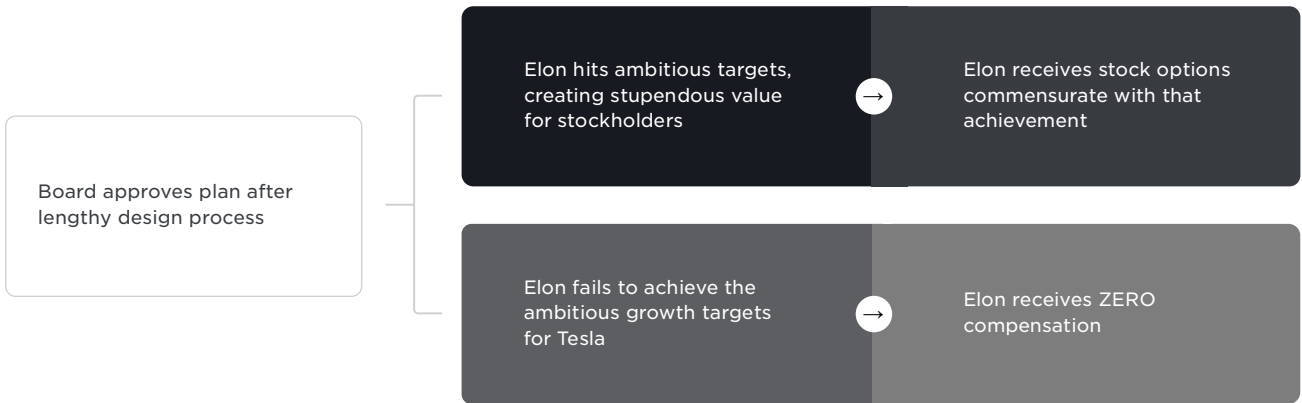 Board approves plan after
lengthy design process
Elon hits ambitious targets,
creating stupendous value
for stockholders
→
Elon receives stock options
commensurate with that
achievement
Elon fails to achieve the
ambitious growth targets
for Tesla
→
Elon receives ZERO
compensation